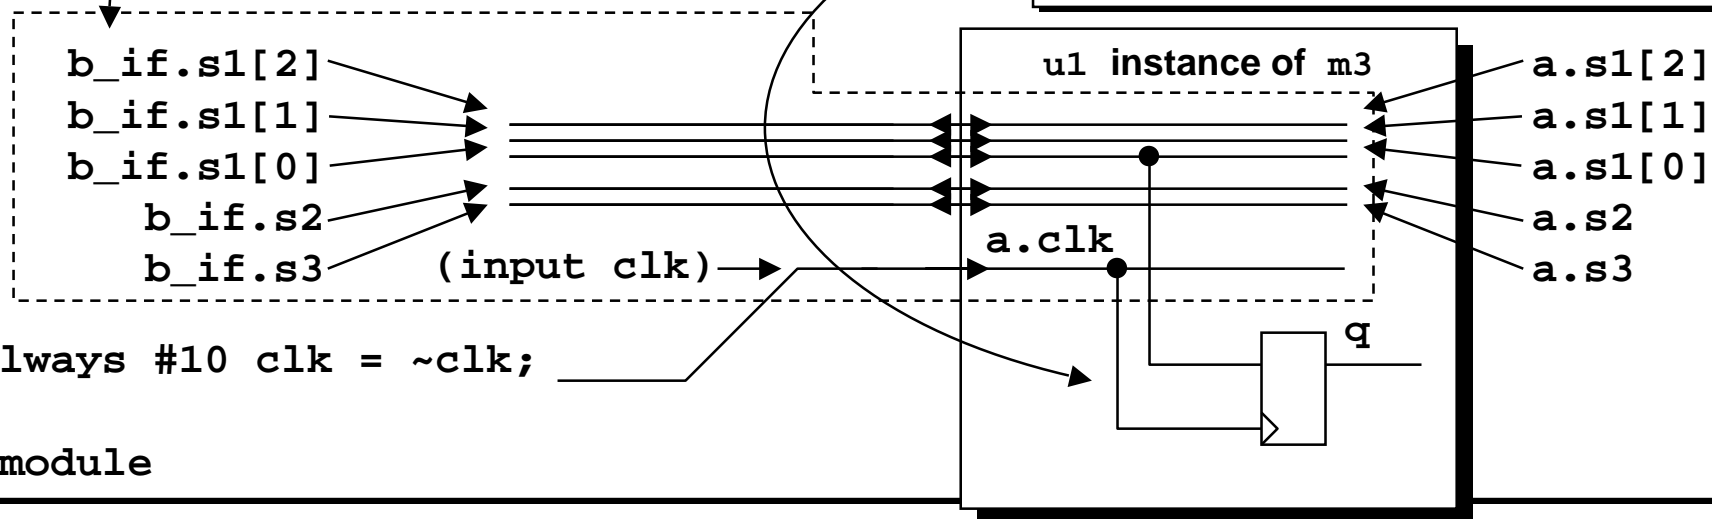 u1 instance of m3
b_if.s1[2]
a.s1[2]
b_if.s1[1]
a.s1[1]
b_if.s1[0]
a.s1[0]
b_if.s2
a.s2
a.clk
b_if.s3
(input clk)
a.s3
q
lways #10 clk = ~clk;
module